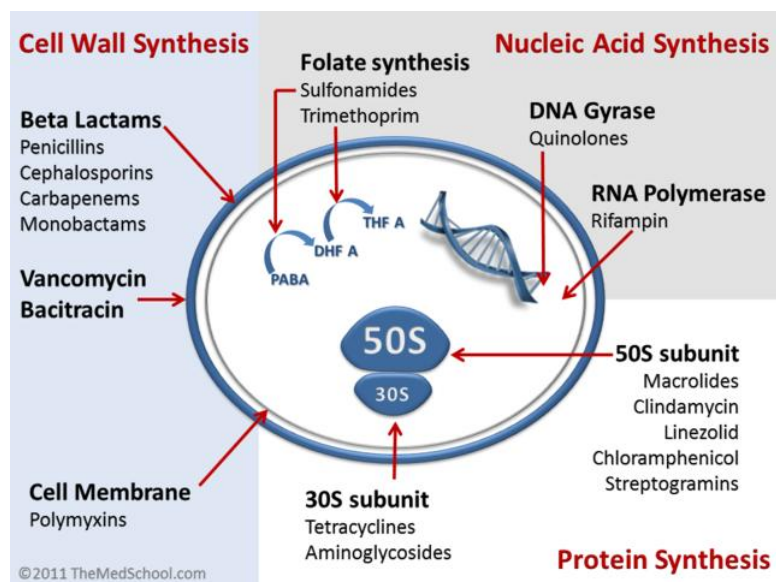 Cell Wall Synthesis
Nucleic Acid Synthesis
Folate synthesis
Sulfonamides
Trimethoprim
Beta Lactams
Penicillins
Cephalosporins
Carbapenems
Monobactams
DNA Gyrase
Quinolones
RNA Polymerase
Rifampin
THF A
DHF A
PABA
Vancomycin
Bacitracin
50S
30S
50S subunit
Macrolides
Clindamycin
Linezolid
Chloramphenicol
Streptogramins
Cell Membrane
Polymyxins
30S subunit
Tetracyclines
Aminoglycosides
Protein Synthesis
©2011 TheMedSchool.com